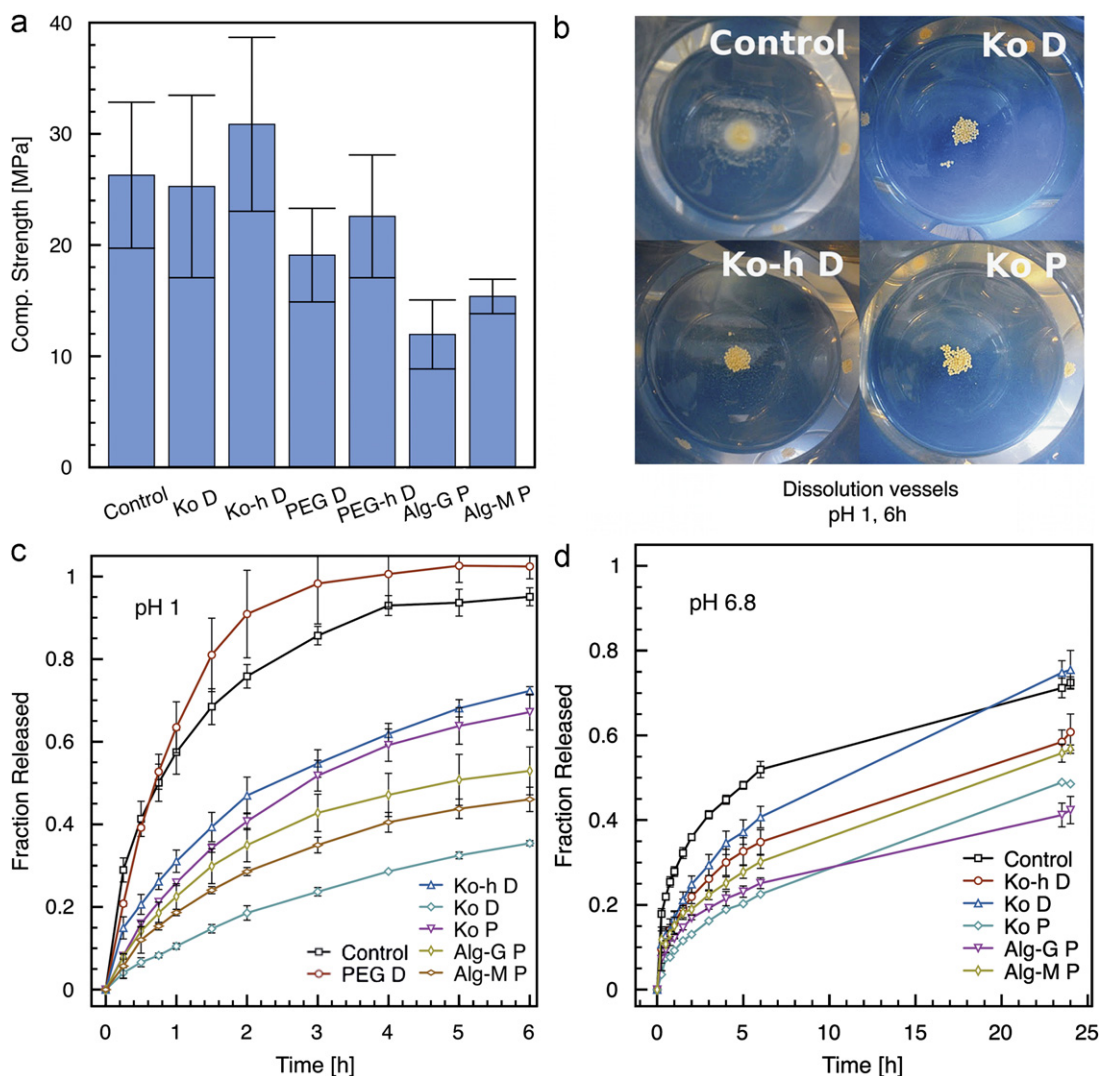 a
40
30
20
10
0
Comp. Strength [MPa]
Control
Ko D
Ko-h D
PEG D
PEG-h D
Alg-G P
Alg-M P
b
Control
Ko D
Ko-h D
Ko P
Dissolution vessels
pH 1, 6h
c
1
0.8
0.6
0.4
0.2
0
Fraction Released
pH 1
Ko-h D
Ko D
Control
Ko P
PEG D
Alg-G P
Alg-M P
0 1 2 3 4 5 6
Time [h]
d
1
0.8
0.6
0.4
0.2
0
Fraction Released
pH 6.8
Control
Ko-h D
Ko D
Ko P
Alg-G P
Alg-M P
0 5 10 15 20 25
Time [h]